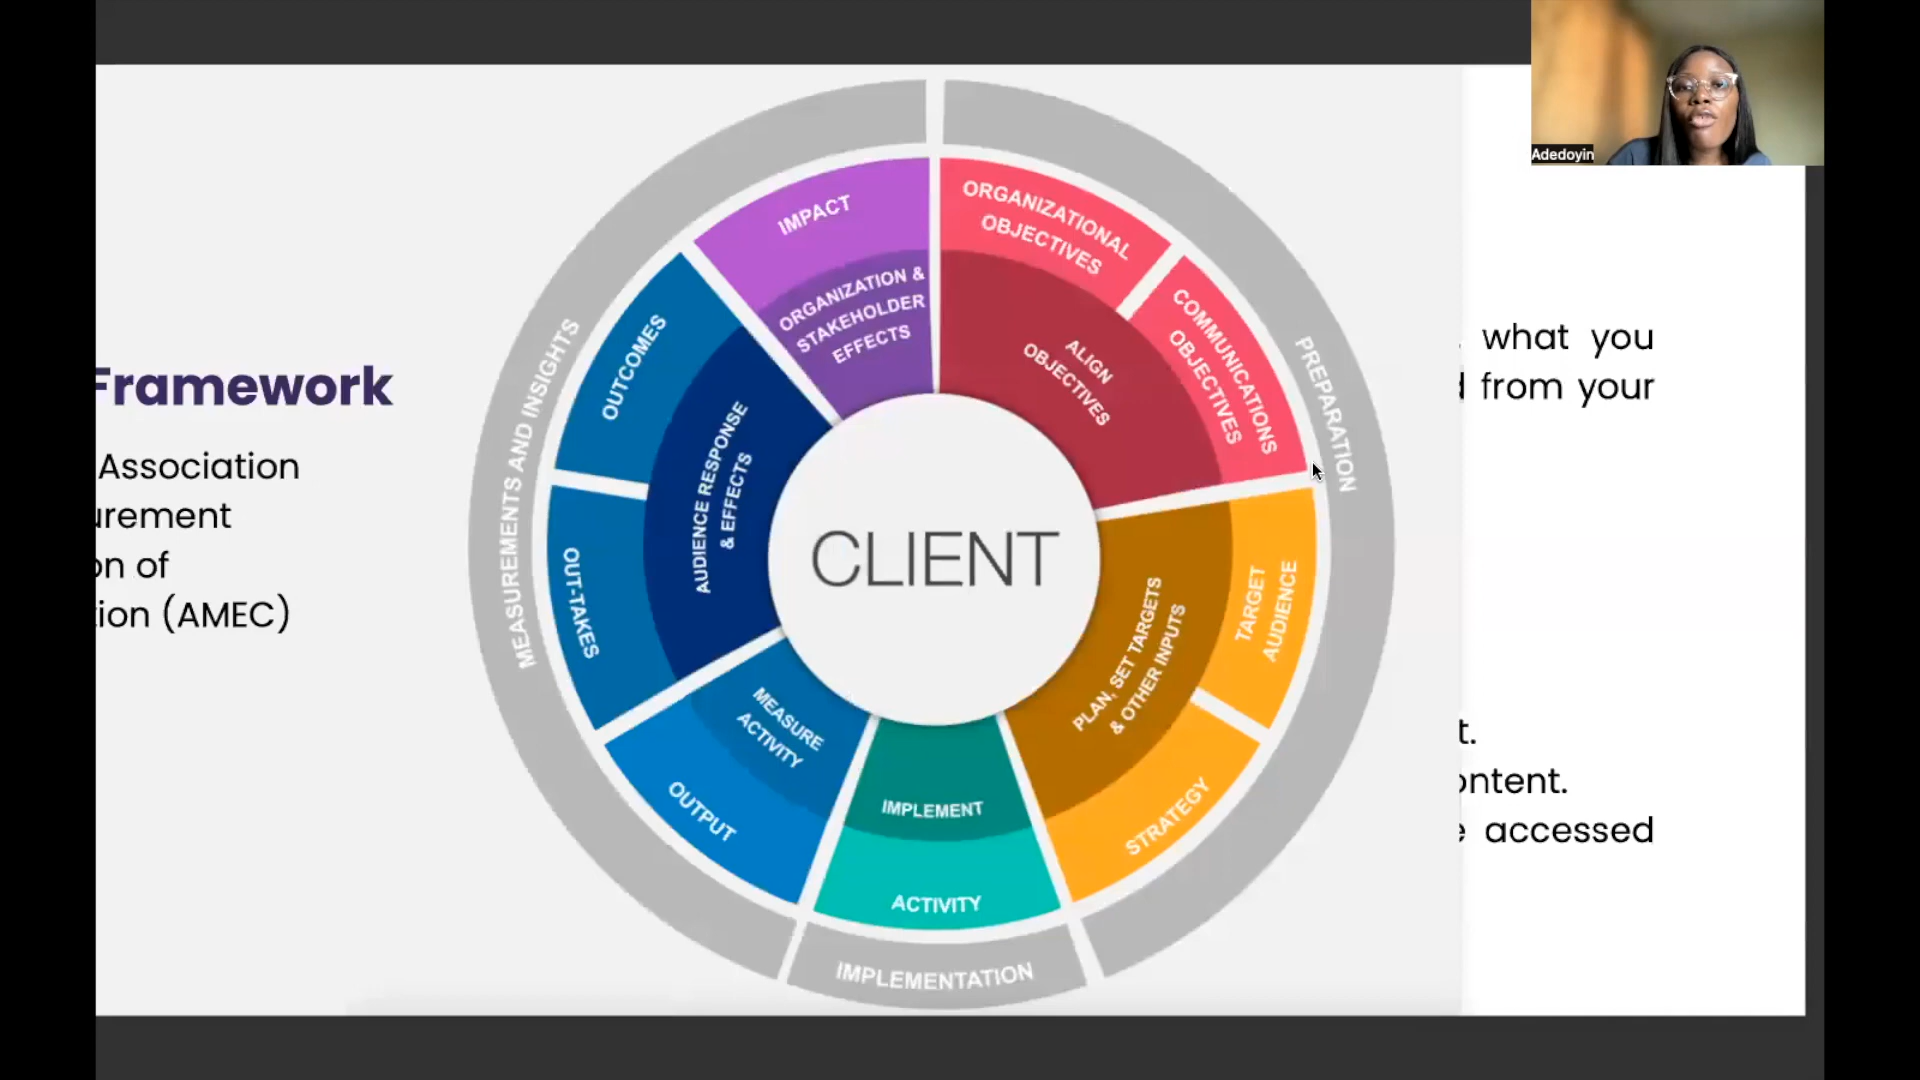 Adedoyin
Framework
Association
urement
on of
tion (AMEC)
MEASUREMENTS AND INSIGHTS
PREPARATION
IMPLEMENTATION
IMPACT
ORGANIZATION &
STAKEHOLDER
EFFECTS
ORGANIZATIONAL
OBJECTIVES
COMMUNICATIONS
OBJECTIVES
ALIGN
OBJECTIVES
TARGET
AUDIENCE
STRATEGY
PLAN, SET TARGETS
& OTHER INPUTS
IMPLEMENT
ACTIVITY
MEASURE
ACTIVITY
OUTPUT
OUT-TAKES
OUTCOMES
AUDIENCE RESPONSE
& EFFECTS
CLIENT
what you
from your
t.
ontent.
accessed